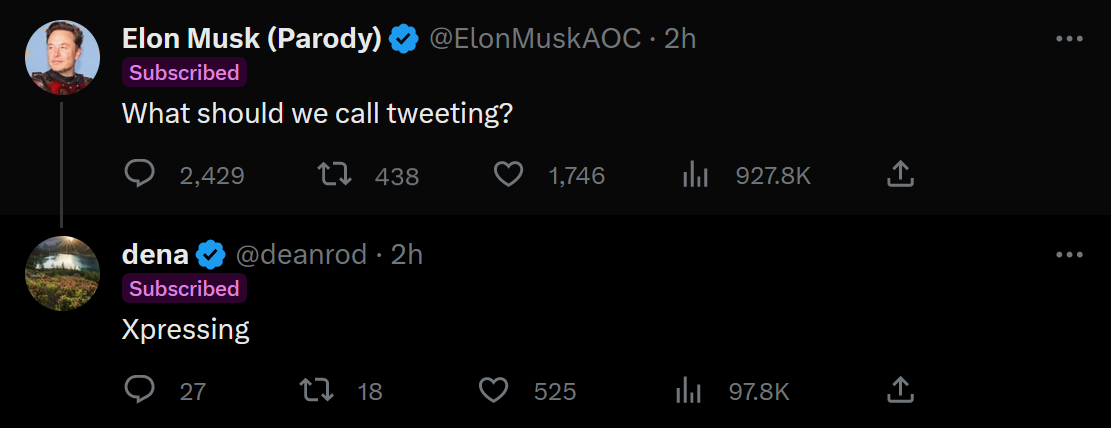 Elon Musk (Parody) @ElonMuskAOC · 2h
Subscribed
What should we call tweeting?
2,429 438 1,746 927.8K
dena @deanrod · 2h
Subscribed
Xpressing
27 18 525 97.8K